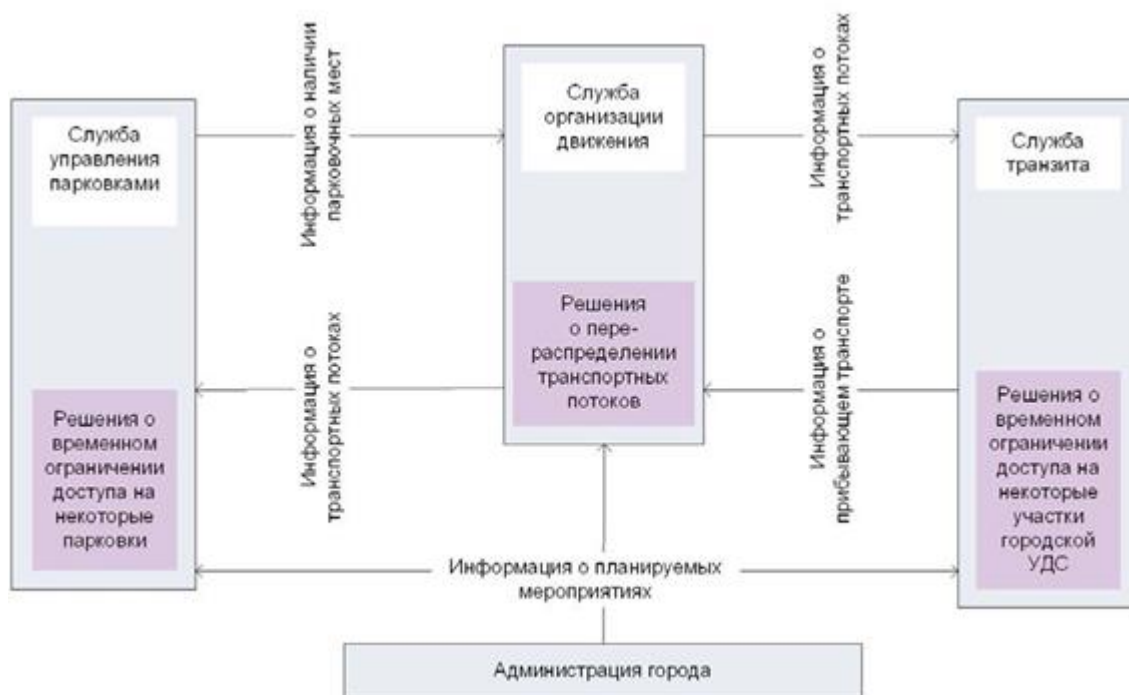 Служба
управления
парковками
Информация о наличии
парковочных мест
Служба
организации
движения
Информация о
транспортных потоках
Служба
транзита
Решения о
временном
ограничении
доступа на
некоторые
парковки
Информация о
транспортных потоках
Решения
о пере-
распределении
транспортных
потоков
Информация о
прибывающем транспорте
Решения о
временном
ограничении
доступа на
некоторые
участки
городской
УДС
Информация о планируемых
мероприятиях
Администрация города